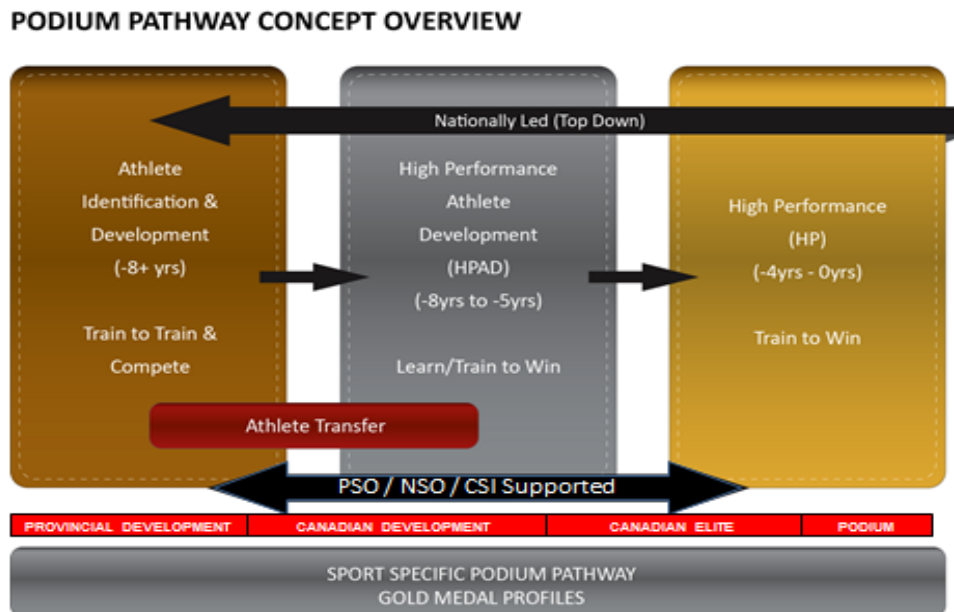 PODIUM PATHWAY CONCEPT OVERVIEW
Nationally Led (Top Down)
Athlete
Identification &
Development
(-8+ yrs)
Train to Train &
Compete
High Performance
Athlete
Development
(HPAD)
(-8yrs to -5yrs)
Learn/Train to Win
High Performance
(HP)
(-4yrs - 0yrs)
Train to Win
Athlete Transfer
PSO / NSO / CSI Supported
PROVINCIAL DEVELOPMENT
CANADIAN DEVELOPMENT
CANADIAN ELITE
PODIUM
SPORT SPECIFIC PODIUM PATHWAY
GOLD MEDAL PROFILES